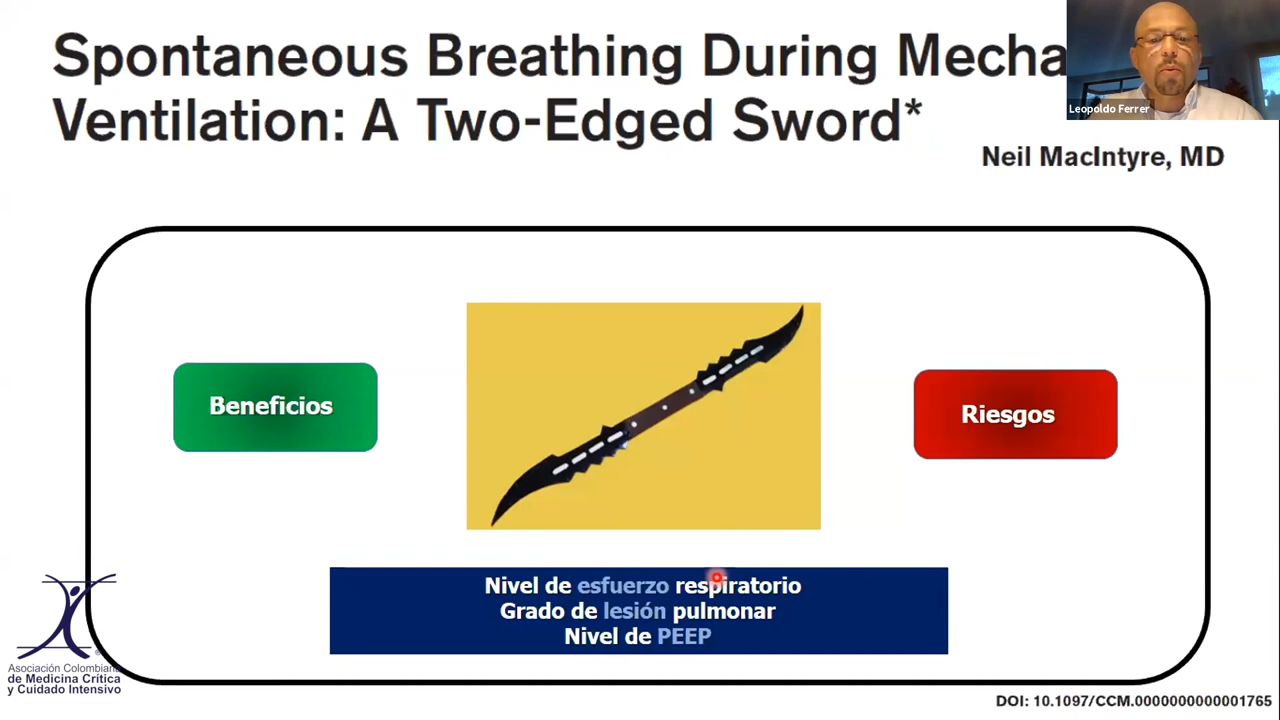 Spontaneous Breathing During Mecha
Ventilation: A Two-Edged Sword*
Leopoldo Ferrer
Neil MacIntyre, MD
Beneficios
Riesgos
Nivel de esfuerzo respiratorio
Grado de lesión pulmonar
Nivel de PEEP
Asociación Colombiana
de Medicina Crítica
y Cuidado Intensivo
DOI: 10.1097/CCM.0000000000001765